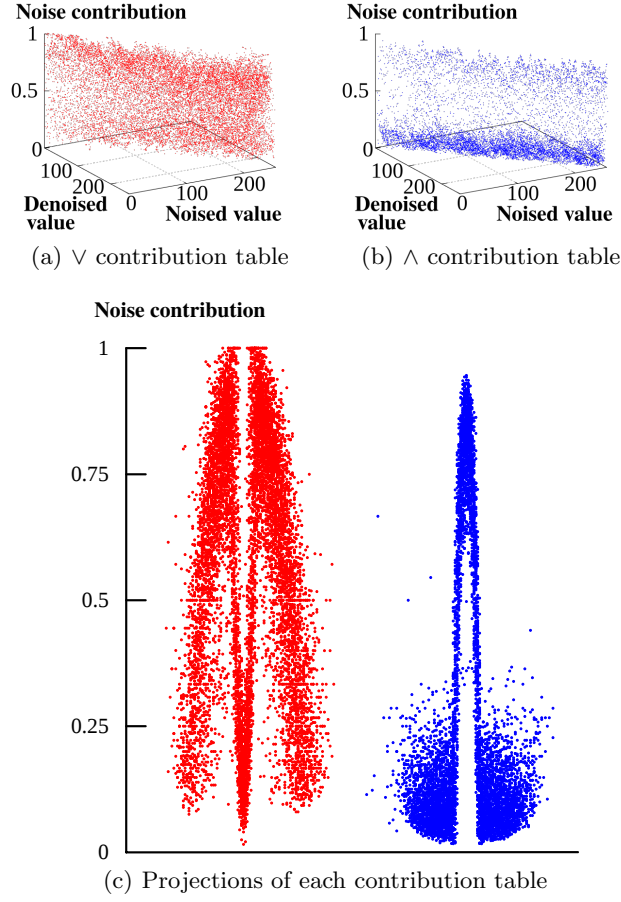 Noise contribution
1
0.5
0
100
200
Denoised
value
0
100
200
Noised value
(a) ∨ contribution table
Noise contribution
1
0.5
0
100
200
Denoised
value
0
100
200
Noised value
(b) ∧ contribution table
Noise contribution
1
0.75
0.5
0.25
0
(c) Projections of each contribution table